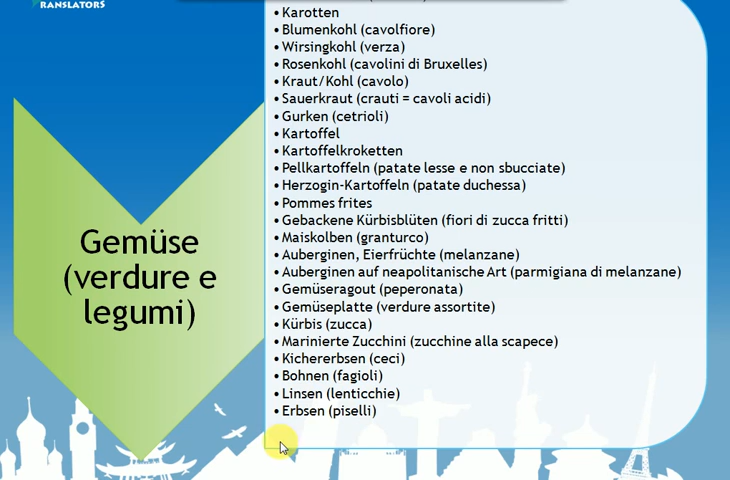 RANSLATORS
• Karotten
• Blumenkohl (cavolfiore)
• Wirsingkohl (verza)
• Rosenkohl (cavolini di Bruxelles)
• Kraut/Kohl (cavolo)
• Sauerkraut (crauti = cavoli acidi)
• Gurken (cetrioli)
• Kartoffel
• Kartoffelkroketten
• Pellkartoffeln (patate lesse e non sbucciate)
• Herzogin-Kartoffeln (patate duchessa)
• Pommes frites
• Gebackene Kürbisblüten (fiori di zucca fritti)
• Maiskolben (granturco)
• Auberginen, Eierfrüchte (melanzane)
• Auberginen auf neapolitanische Art (parmigiana di melanzane)
• Gemüseragout (peperonata)
• Gemüseplatte (verdure assortite)
• Kürbis (zucca)
• Marinierte Zucchini (zucchine alla scapece)
• Kichererbsen (ceci)
• Bohnen (fagioli)
• Linsen (lenticchie)
• Erbsen (piselli)
Gemüse
(verdure e
legumi)